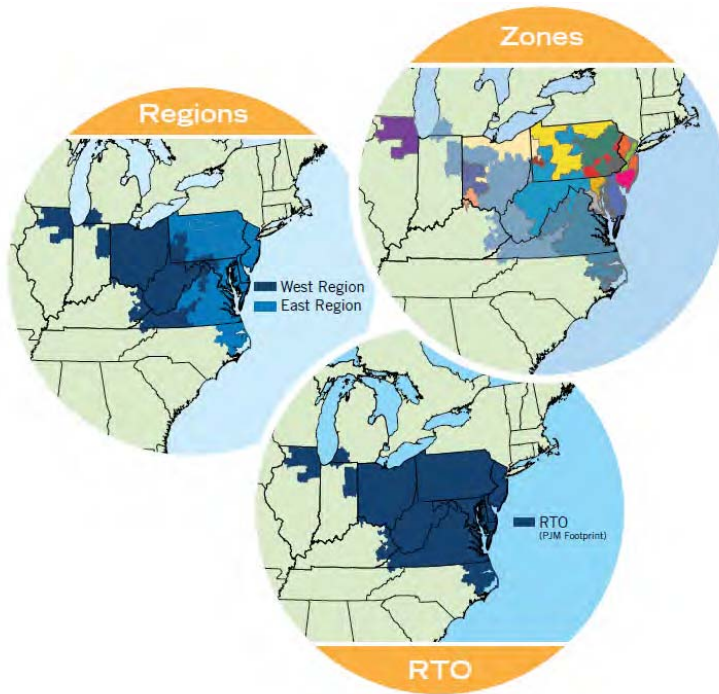 Zones
Regions
West Region
East Region
RTO
(PJM Footprint)
RTO